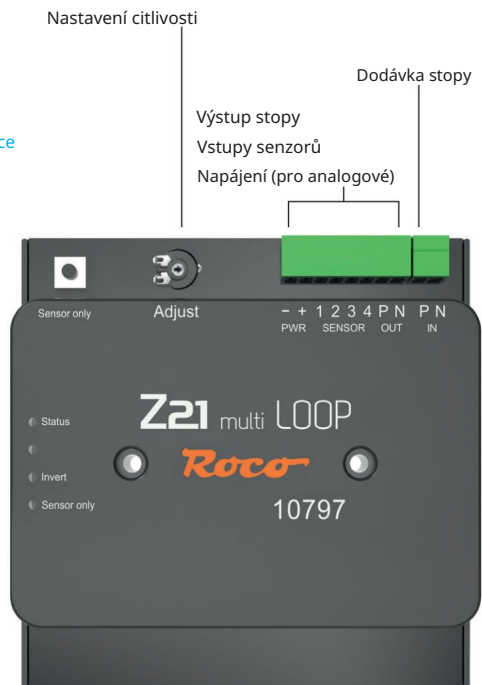 Nastavení citlivosti
Dodávka stopy
Výstup stopy
Vstupy senzorů
Napájení (pro analogové)
ce
Sensor only
Adjust
– + 1 2 3 4 P N P N
PWR SENSOR OUT IN
Status
Z21 multi LOOP
Roco
Invert
Sensor only
10797